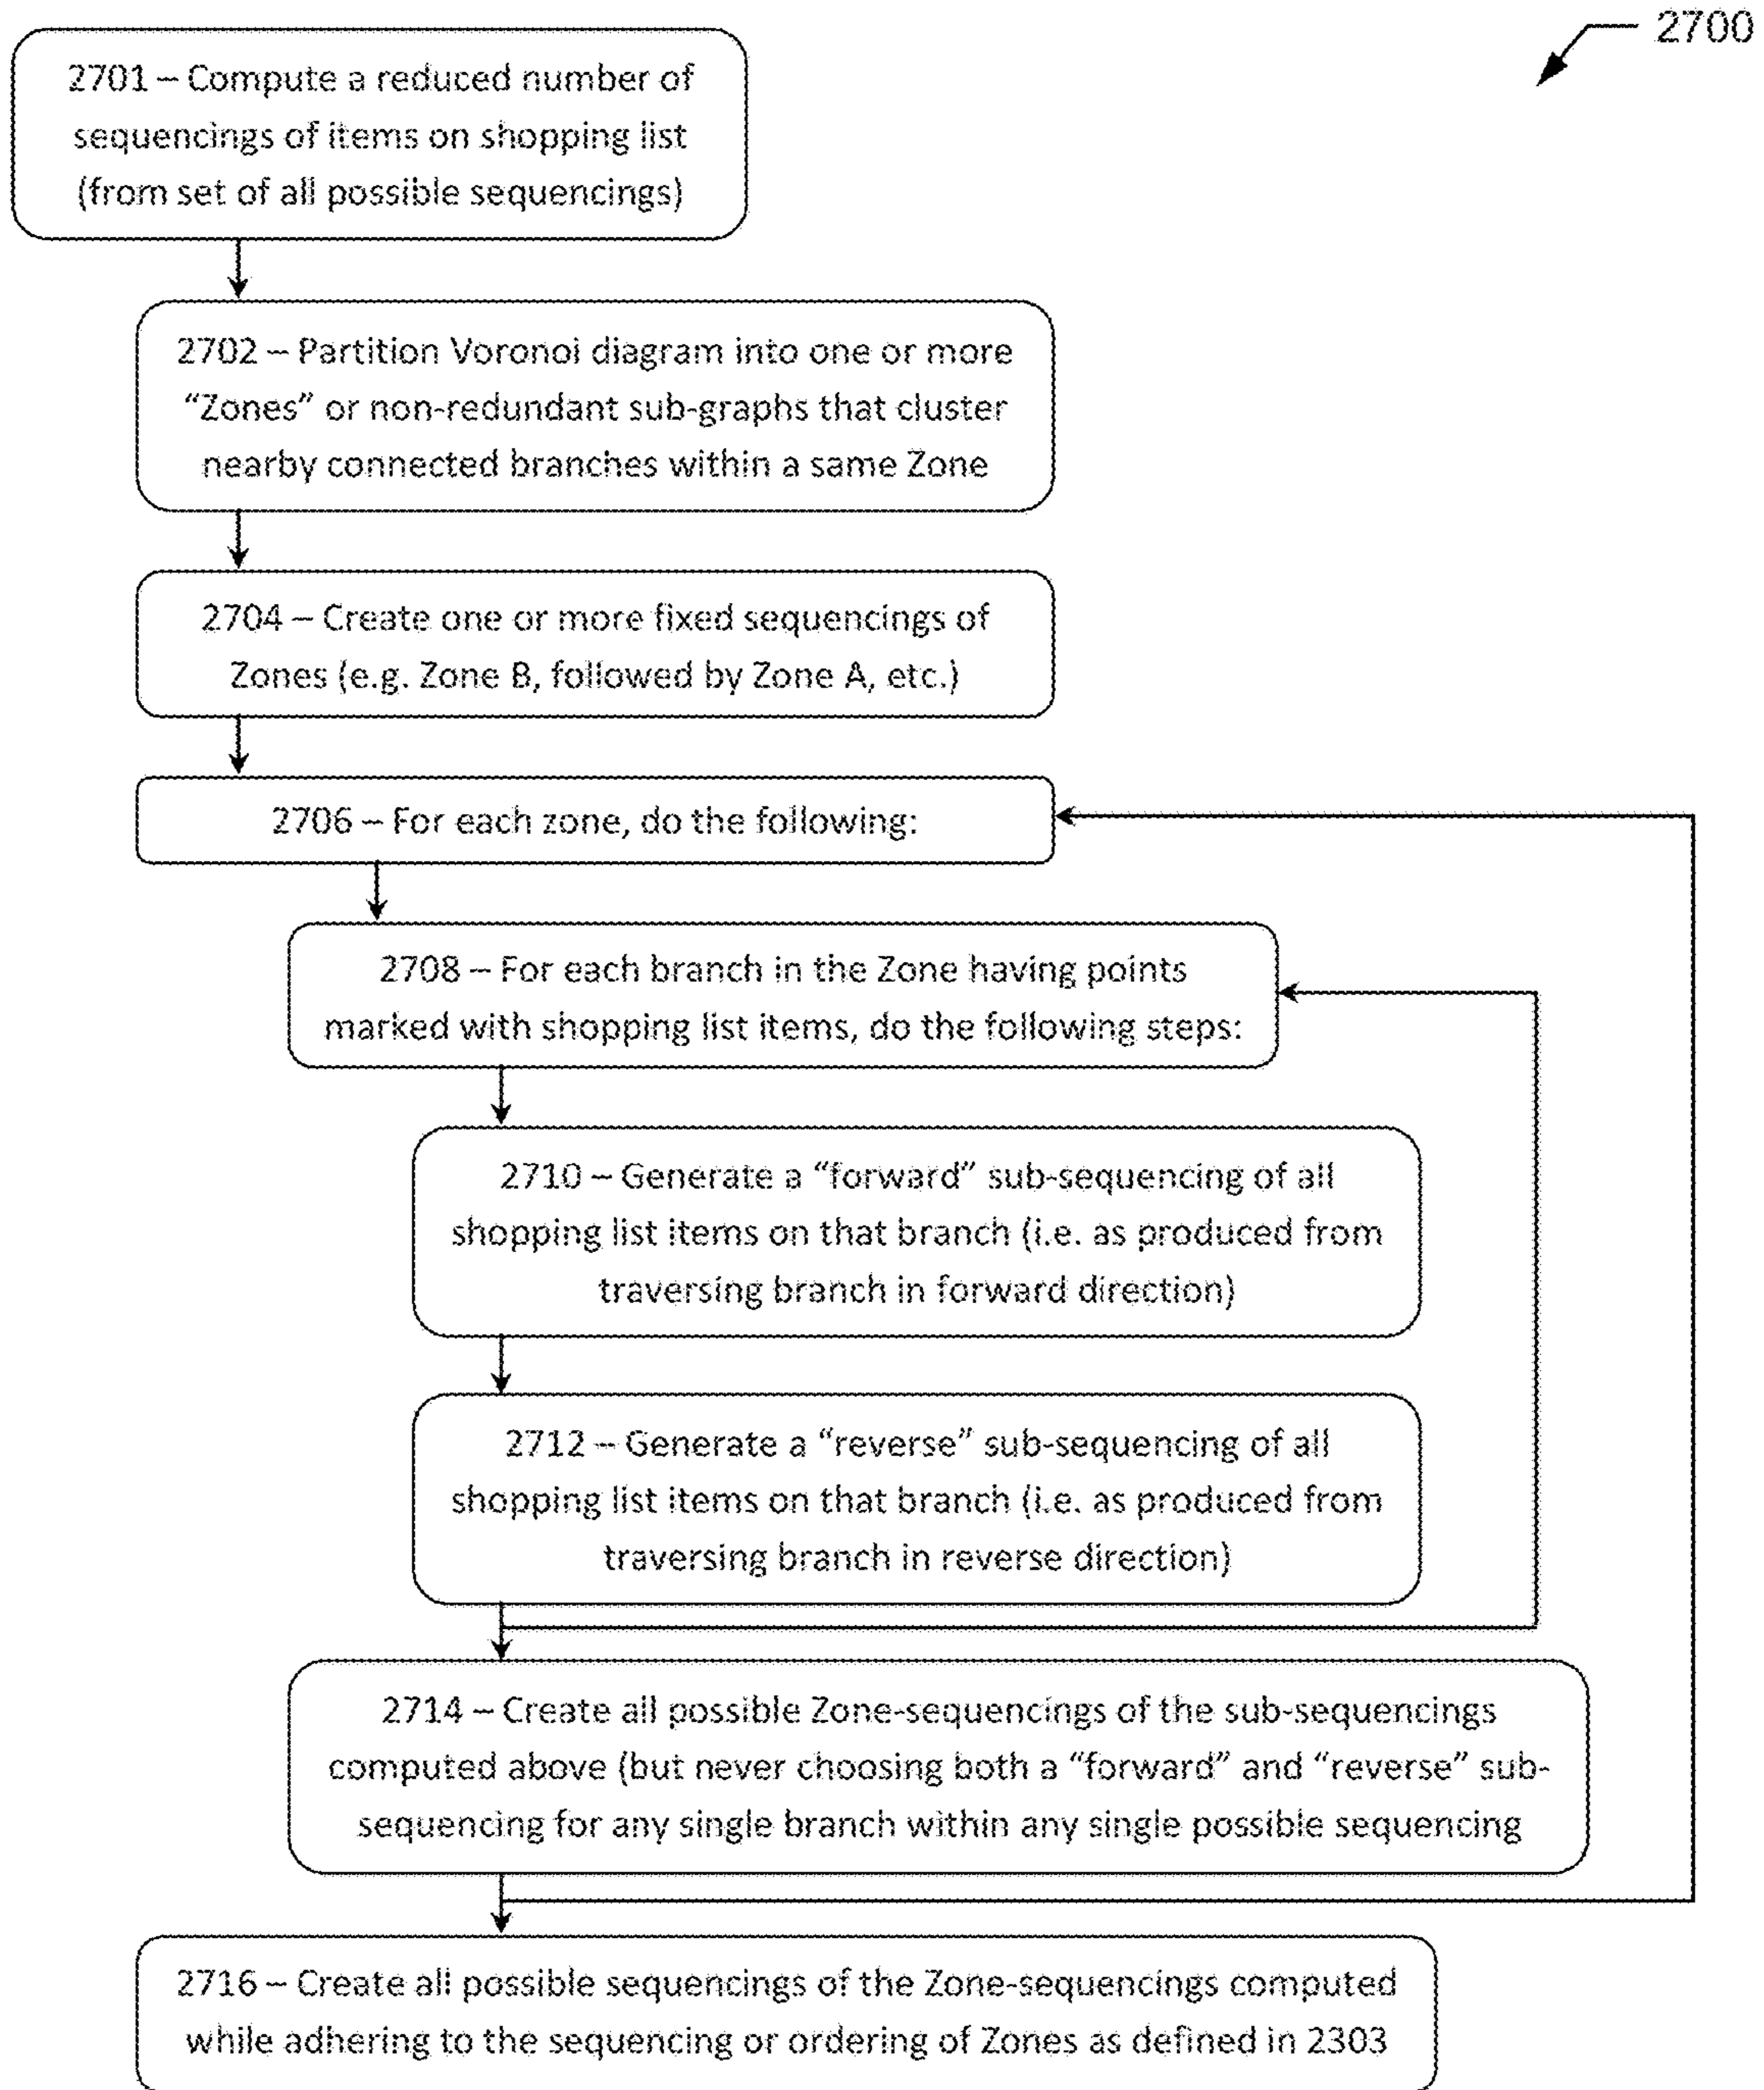 2700
2701 – Compute a reduced number of
sequencings of items on shopping list
(from set of all possible sequencings)
2702 – Partition Voronoi diagram into one or more
“Zones” or non-redundant sub-graphs that cluster
nearby connected branches within a same Zone
2704 – Create one or more fixed sequencings of
Zones (e.g. Zone B, followed by Zone A, etc.)
2706 – For each zone, do the following:
2708 – For each branch in the Zone having points
marked with shopping list items, do the following steps:
2710 – Generate a “forward” sub-sequencing of all
shopping list items on that branch (i.e. as produced from
traversing branch in forward direction)
2712 – Generate a “reverse” sub-sequencing of all
shopping list items on that branch (i.e. as produced from
traversing branch in reverse direction)
2714 – Create all possible Zone-sequencings of the sub-sequencings
computed above (but never choosing both a “forward” and “reverse” sub-
sequencing for any single branch within any single possible sequencing
2716 – Create all possible sequencings of the Zone-sequencings computed
while adhering to the sequencing or ordering of Zones as defined in 2303